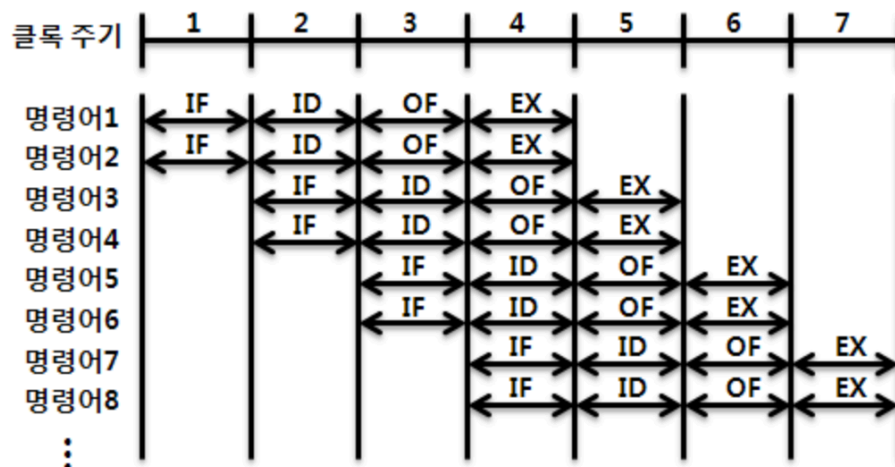 클록 주기 1 2 3 4 5 6 7
명령어1 IF ID OF EX
명령어2 IF ID OF EX
명령어3 IF ID OF EX
명령어4 IF ID OF EX
명령어5 IF ID OF EX
명령어6 IF ID OF EX
명령어7 IF ID OF EX
명령어8 IF ID OF EX
⋮